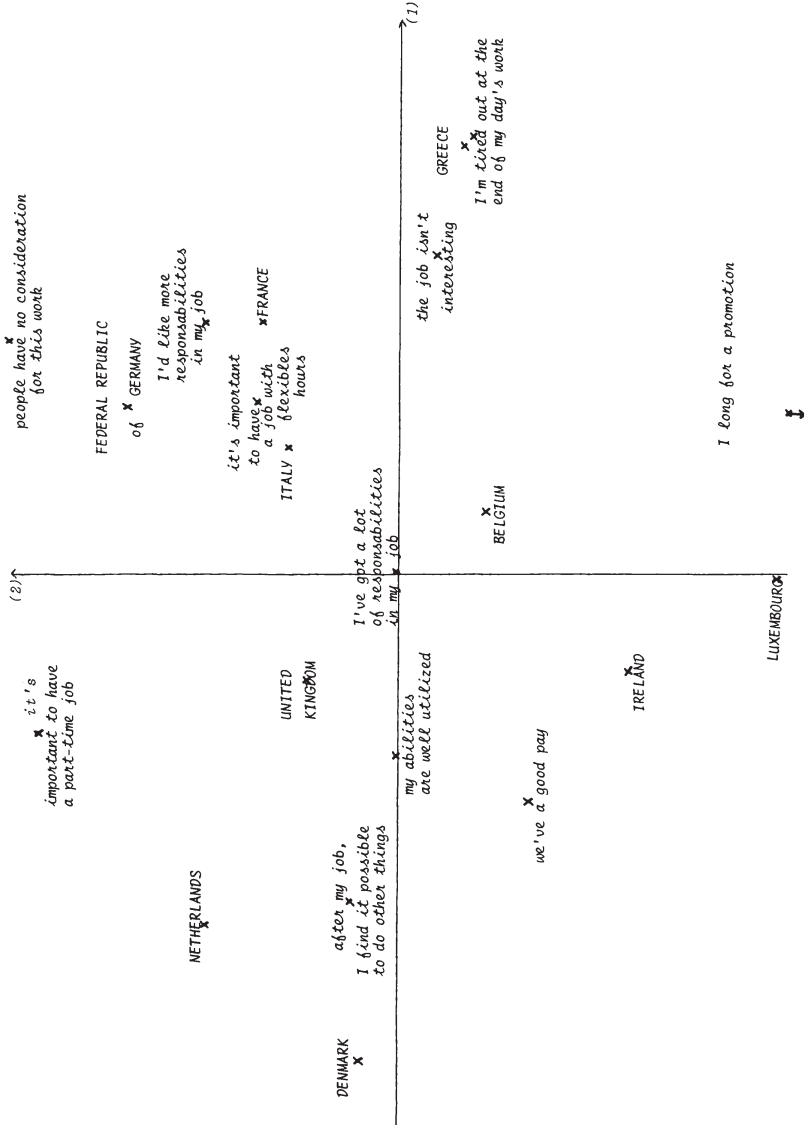 (2)
people have no consideration
for this work
it's
important to have
a part-time job
FEDERAL REPUBLIC
of GERMANY
I'd like more
responsabilities
in my job
NETHERLANDS
it's important
to have
a job with
flexibles
hours
FRANCE
ITALY
UNITED
KINGDOM
after my job,
I find it possible
to do other things
DENMARK
I've got a lot
of responsabilities
in my job
(1)
my abilities
are well utilized
the job isn't
interesting
GREECE
I'm tired out at the
end of my day's work
BELGIUM
we've a good pay
IRELAND
I long for a promotion
LUXEMBOURG